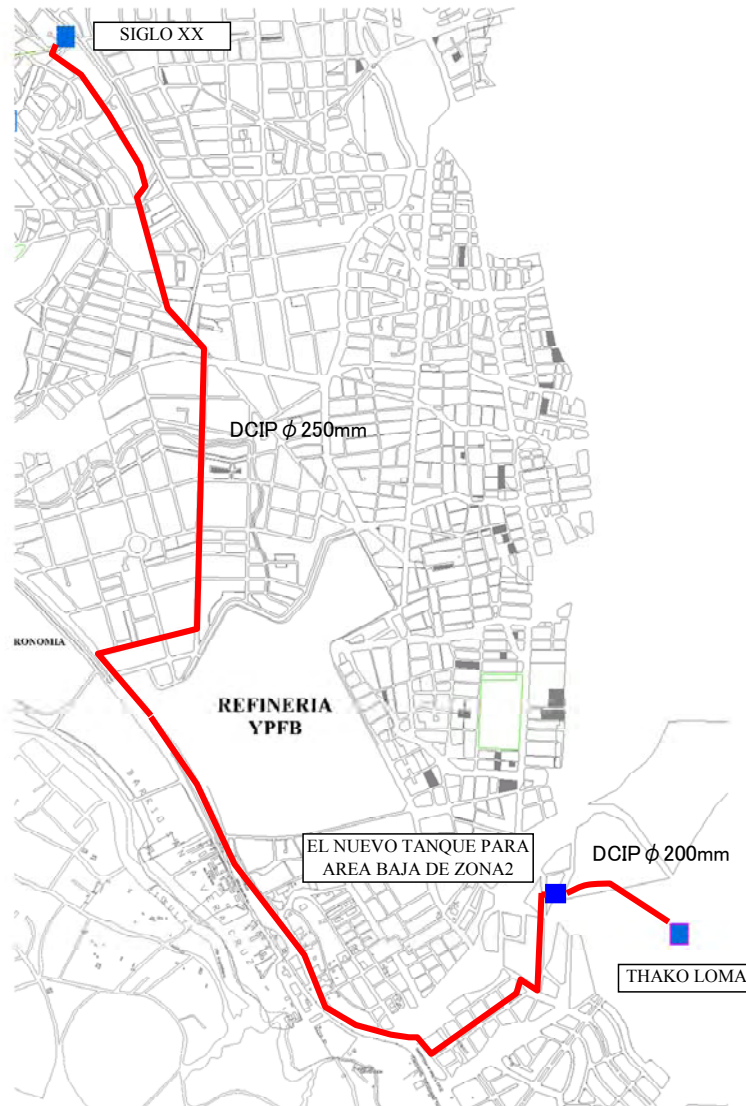 SIGLO XX
DCIP φ 250mm
RONOMIA
REFINERIA
YPFB
EL NUEVO TANQUE PARA
AREA BAJA DE ZONA2
DCIP φ 200mm
THAKO LOMA